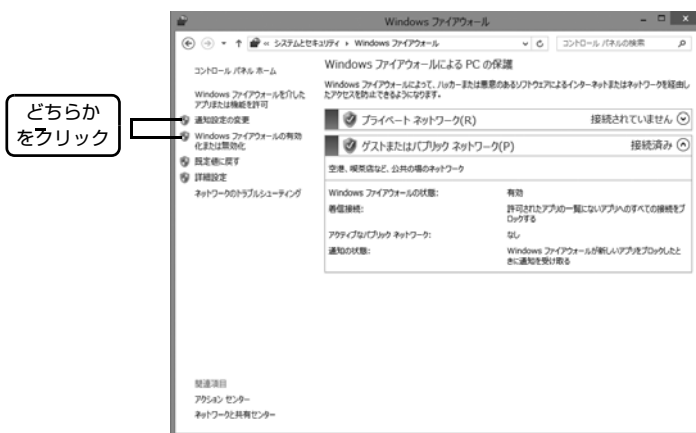 Windows ファイアウォール
システムとセキュリティ
Windows ファイアウォール
コントロール パネルの検索
コントロール パネル ホーム
Windows ファイアウォールを介した
アプリまたは機能を許可
通知設定の変更
Windows ファイアウォールの有効
化または無効化
既定値に戻す
詳細設定
ネットワークのトラブルシューティング
どちらか
をクリック
Windows ファイアウォールによる PC の保護
Windows ファイアウォールによって、ハッカーまたは悪意のあるソフトウェアによるインターネットまたはネットワークを経由し
たアクセスを防止できるようになります。
プライベート ネットワーク(R) 接続されていません
ゲストまたはパブリック ネットワーク(P) 接続済み
空港、喫茶店など、公共の場のネットワーク
Windows ファイアウォールの状態: 有効
着信接続: 許可されたアプリの一覧にないアプリへのすべての接続をブ
ロックする
アクティブなパブリック ネットワーク: なし
通知の状態: Windows ファイアウォールが新しいアプリをブロックしたと
きに通知を受け取る
関連項目
アクション センター
ネットワークと共有センター